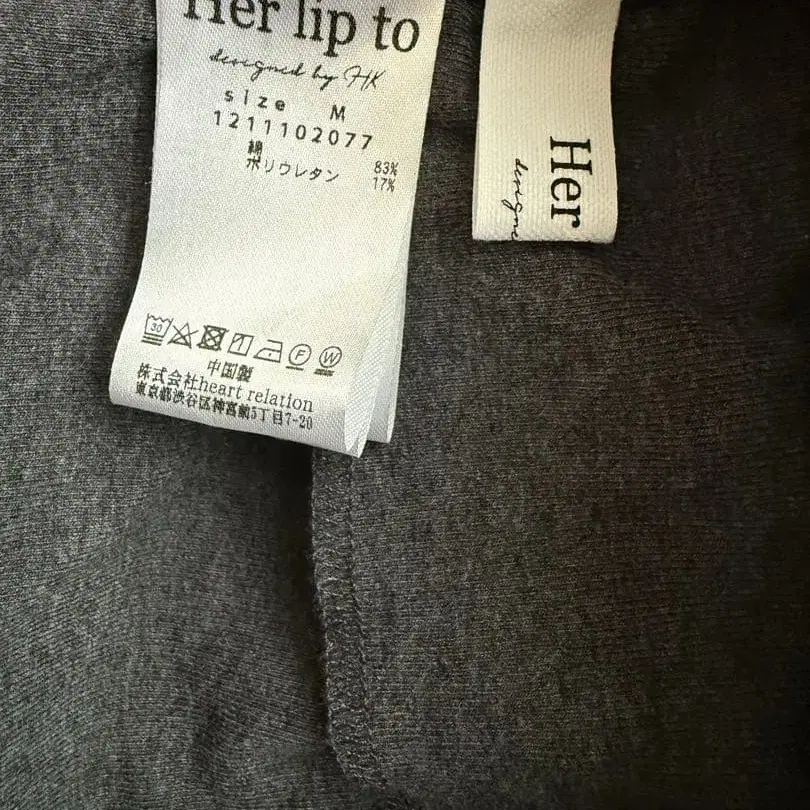 Her lip to
designed by HK
size M
1211102077
綿 83%
ポリウレタン 17%
30
F
W
中国製
株式会社heart relation
東京都渋谷区神宮前5丁目7-20
Her
designe